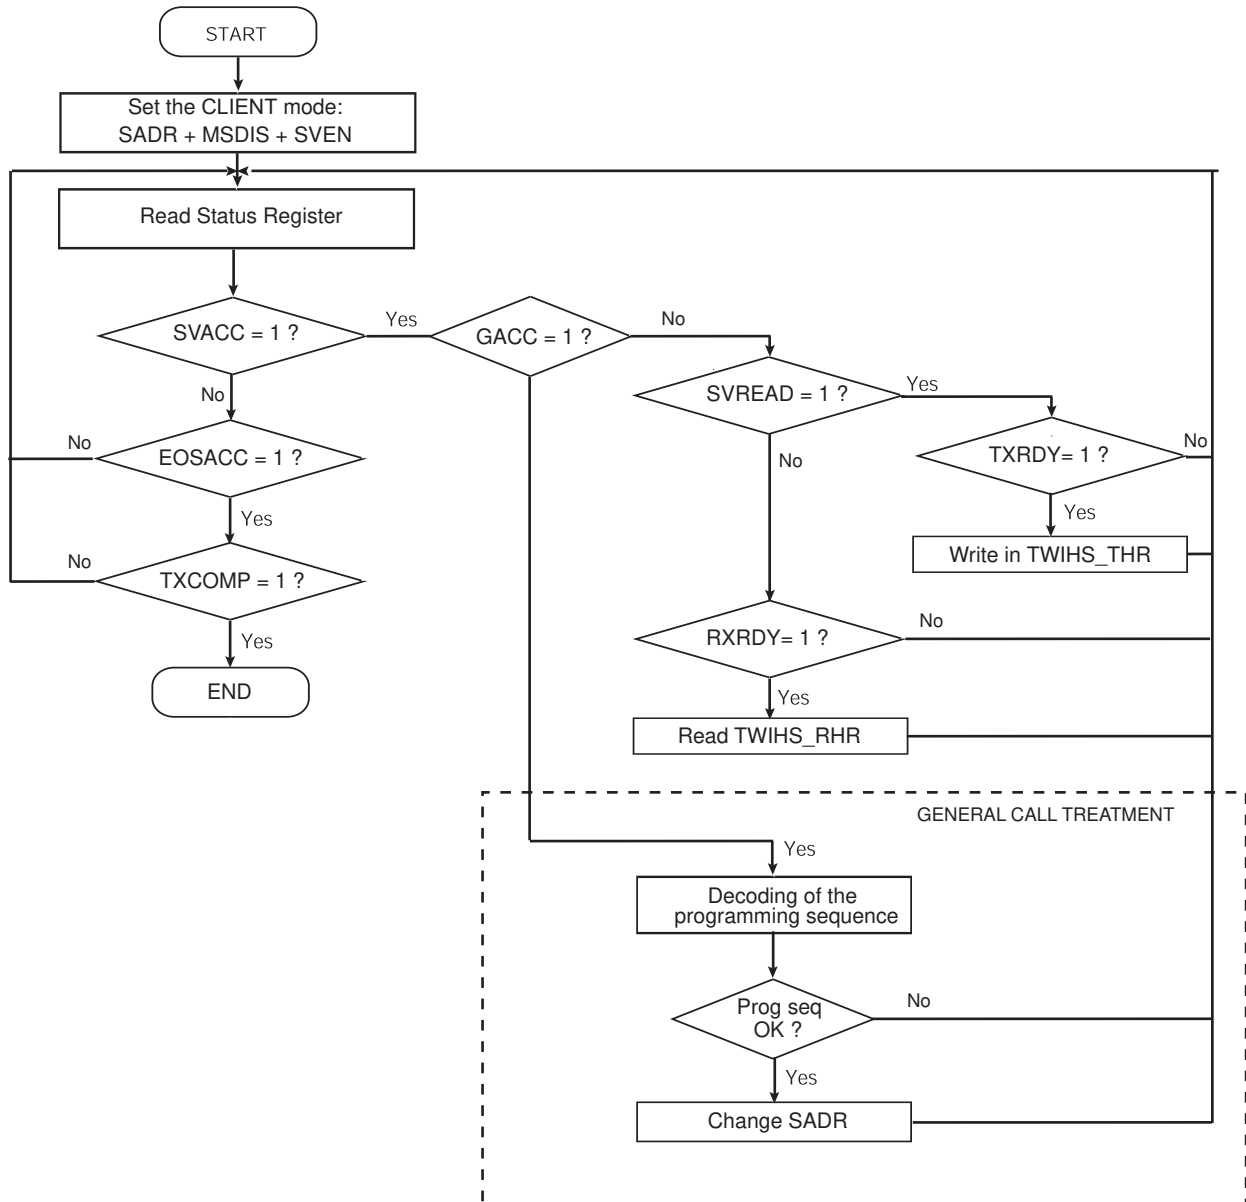 START
Set the CLIENT mode:
SADR + MSDIS + SVEN
Read Status Register
SVACC = 1 ?
Yes
GACC = 1 ?
No
SVREAD = 1 ?
Yes
No
No
EOSACC = 1 ?
No
TXRDY= 1 ?
No
Yes
Yes
Write in TWIHS_THR
No
TXCOMP = 1 ?
RXRDY= 1 ?
No
Yes
END
Yes
Read TWIHS_RHR
GENERAL CALL TREATMENT
Yes
Decoding of the
programming sequence
Prog seq
OK ?
No
Yes
Change SADR